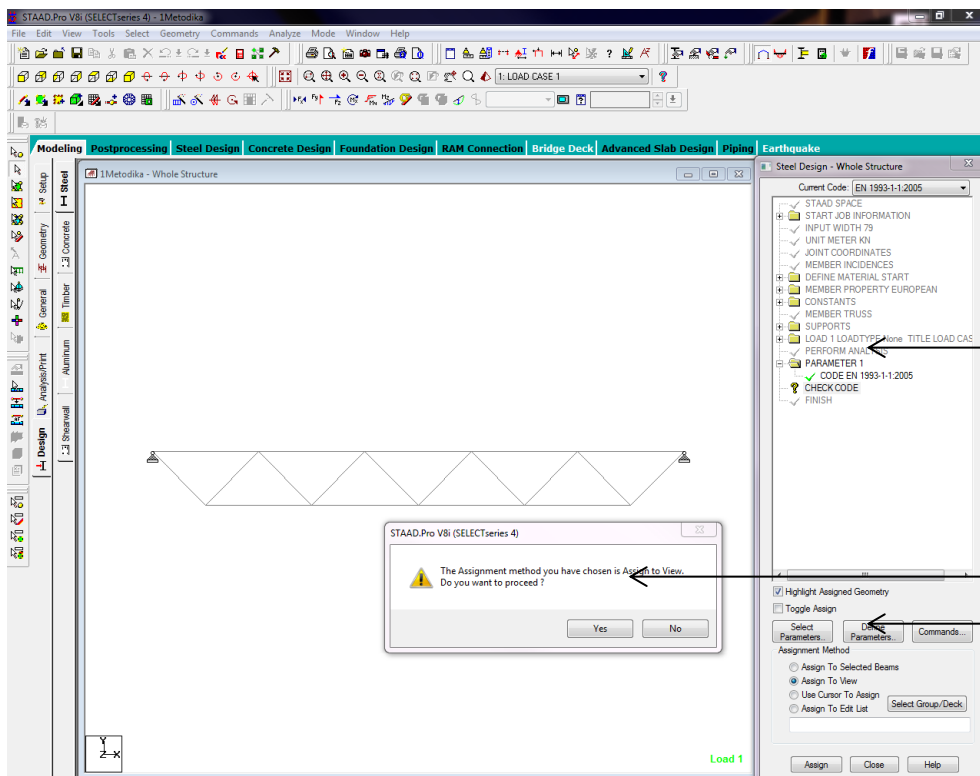 STAAD.Pro V8i (SELECTseries 4) - 1Metodika
File Edit View Tools Select Geometry Commands Analyze Mode Window Help
1: LOAD CASE 1
Modeling Postprocessing Steel Design Concrete Design Foundation Design RAM Connection Bridge Deck Advanced Slab Design Piping Earthquake
Setup
Geometry
General
Analysis/Print
Design
Steel
Concrete
Timber
Aluminum
Shearwall
1Metodika - Whole Structure
Y
Z X
Load 1
STAAD.Pro V8i (SELECTseries 4)
The Assignment method you have chosen is Assign to View.
Do you want to proceed ?
Yes No
Steel Design - Whole Structure
Current Code: EN 1993-1-1:2005
STAAD SPACE
START JOB INFORMATION
INPUT WIDTH 79
UNIT METER KN
JOINT COORDINATES
MEMBER INCIDENCES
DEFINE MATERIAL START
MEMBER PROPERTY EUROPEAN
CONSTANTS
MEMBER TRUSS
SUPPORTS
LOAD 1 LOADTYPE None TITLE LOAD CAS
PERFORM ANALYSIS
PARAMETER 1
CODE EN 1993-1-1:2005
CHECK CODE
FINISH
Highlight Assigned Geometry
Toggle Assign
Select Parameters.. Define Parameters.. Commands...
Assignment Method
Assign To Selected Beams
Assign To View
Use Cursor To Assign
Assign To Edit List
Select Group/Deck
Assign Close Help